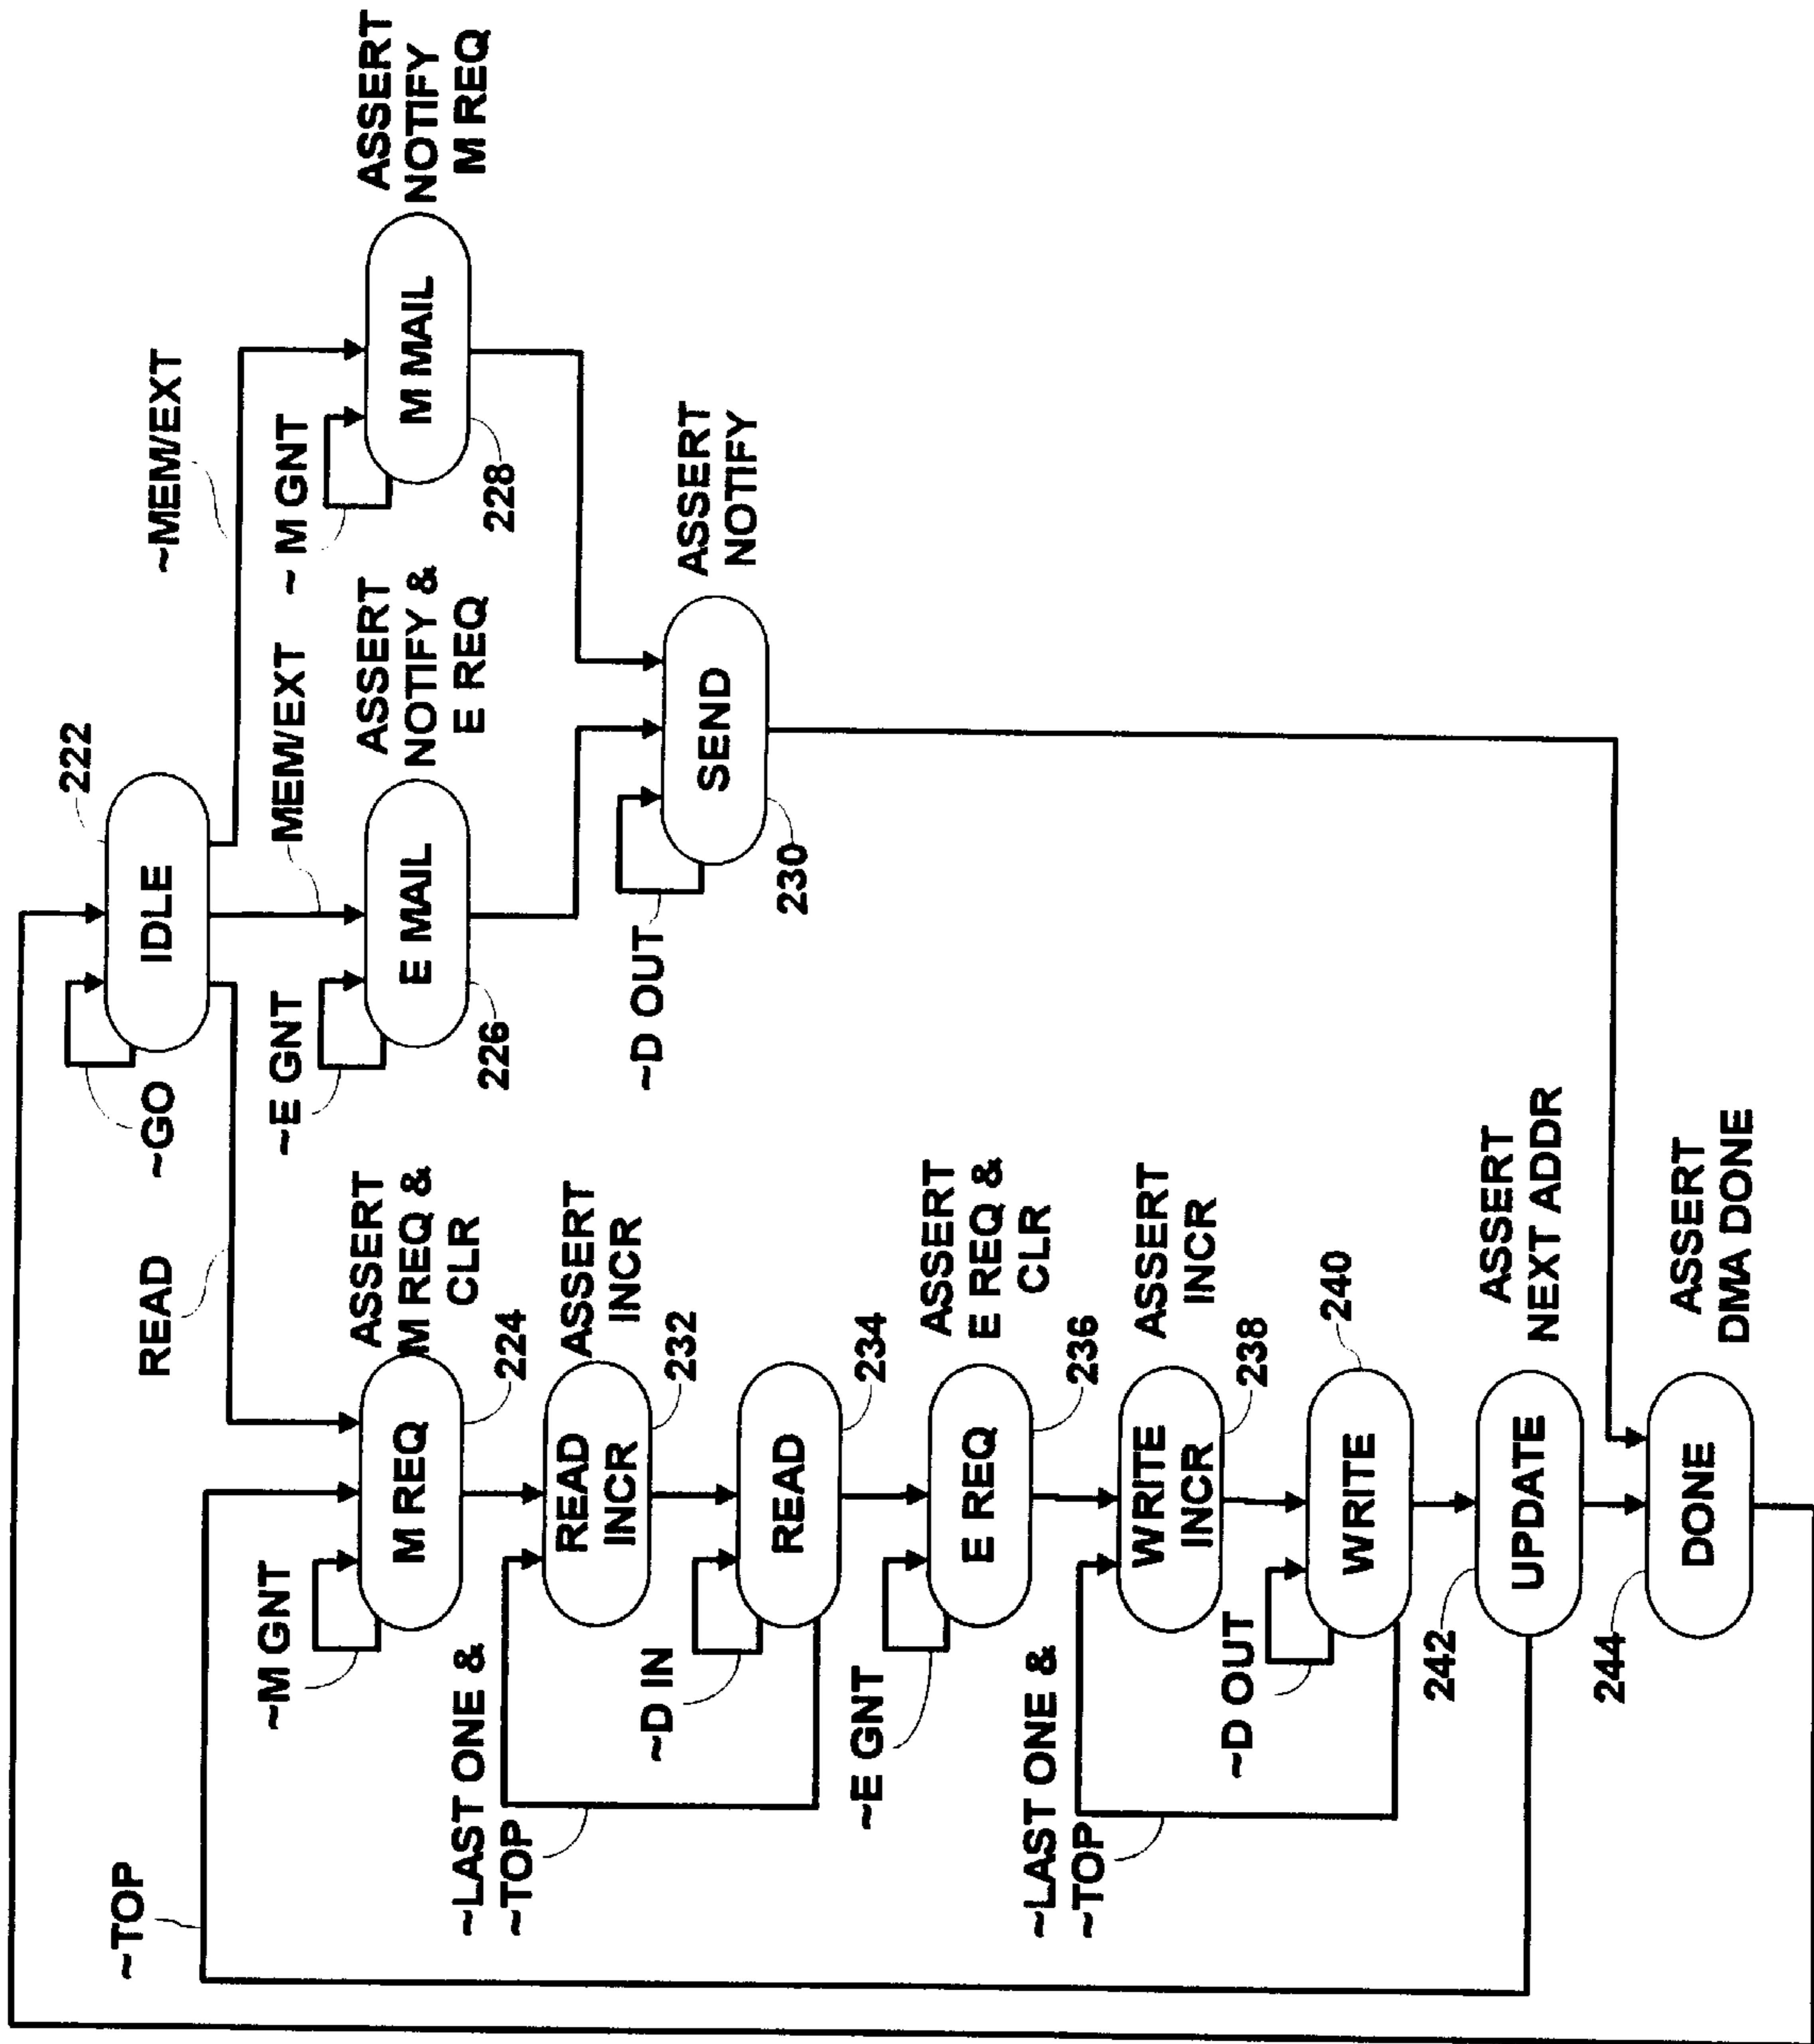 222
IDLE
~GO
READ
MEM/EXT
~MEM/EXT
~TOP
~M GNT
M REQ
224
ASSERT
M REQ &
CLR
~E GNT
E MAIL
226
ASSERT
NOTIFY &
E REQ
~ M GNT
M MAIL
228
ASSERT
NOTIFY
M REQ
~LAST ONE &
~TOP
READ
INCR
232
ASSERT
INCR
~D OUT
SEND
230
ASSERT
NOTIFY
~D IN
READ
234
~E GNT
E REQ
236
ASSERT
E REQ &
CLR
~LAST ONE &
~TOP
WRITE
INCR
238
ASSERT
INCR
~D OUT
WRITE
240
242
UPDATE
ASSERT
NEXT ADDR
244
DONE
ASSERT
DMA DONE